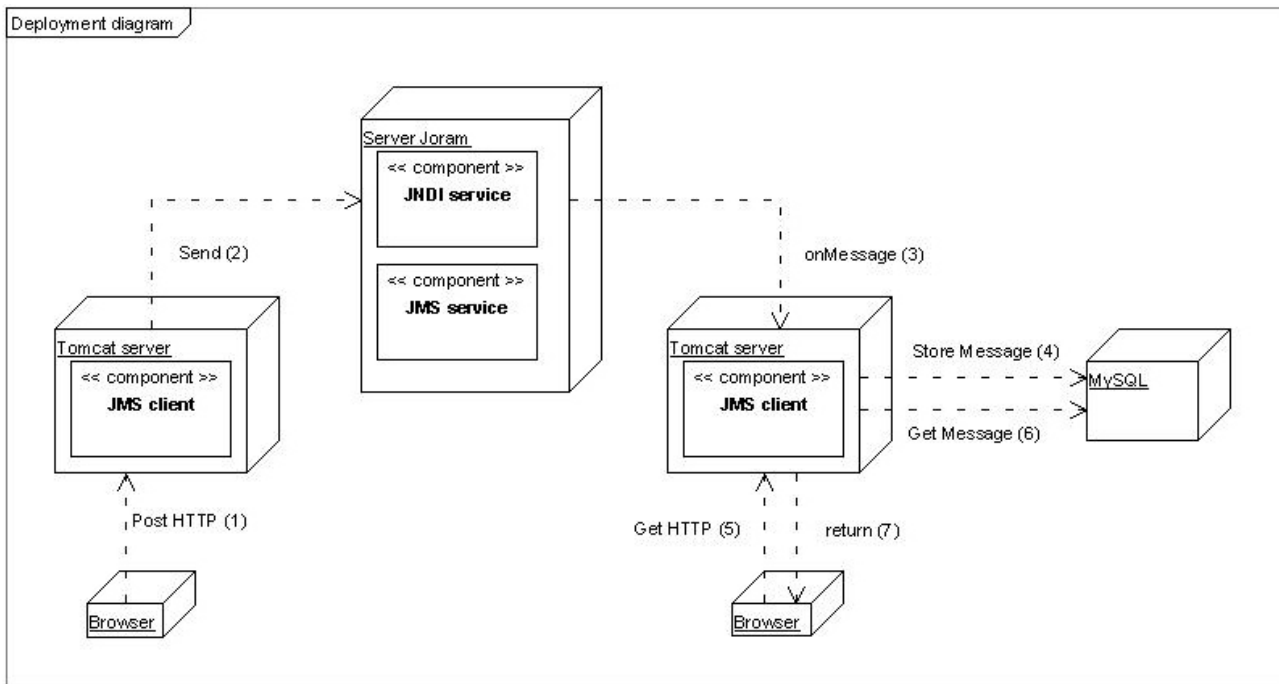 Deployment diagram
Server Joram
<< component >>
JNDI service
<< component >>
JMS service
Send (2)
onMessage (3)
Tomcat server
<< component >>
JMS client
Tomcat server
<< component >>
JMS client
Store Message (4)
MySQL
Get Message (6)
Post HTTP (1)
Get HTTP (5)
return (7)
Browser
Browser